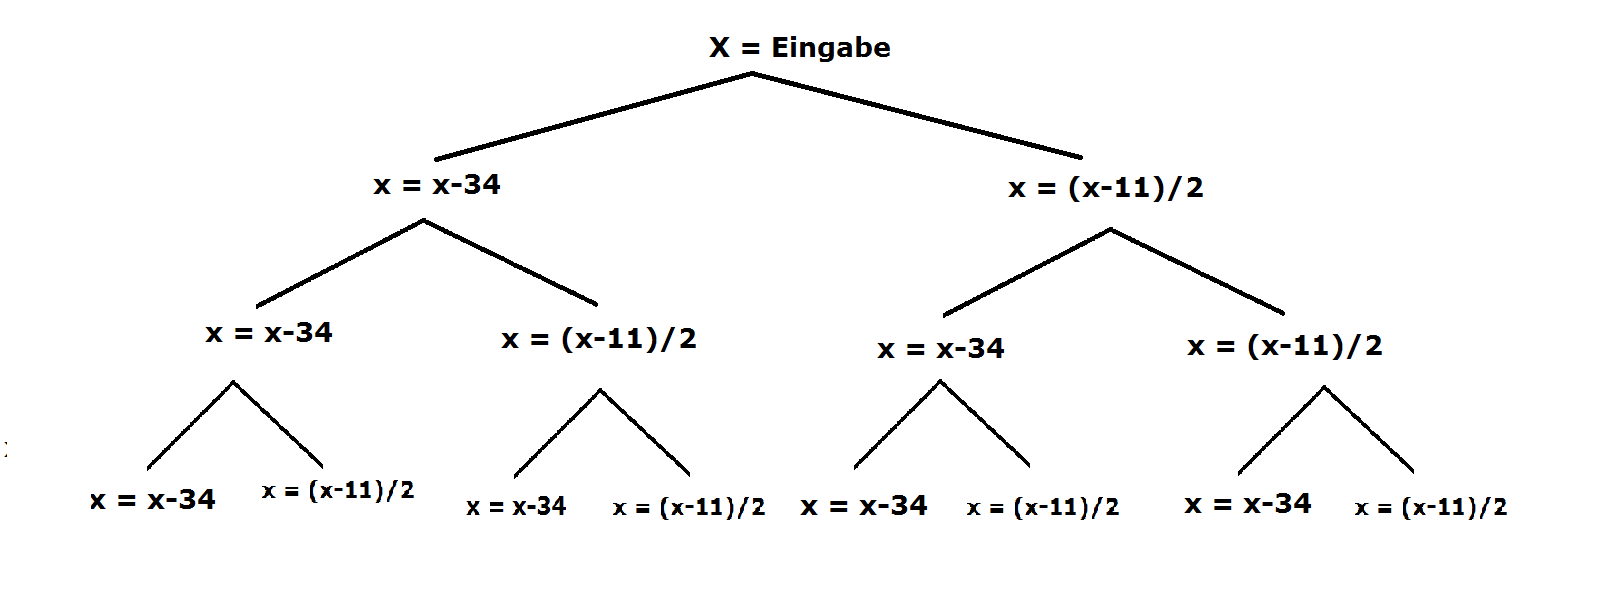 X = Eingabe
x = x-34
x = (x-11)/2
x = x-34
x = (x-11)/2
x = x-34
x = (x-11)/2
x = x-34
x = (x-11)/2
x = x-34
x = (x-11)/2
x = x-34
x = (x-11)/2
x = x-34
x = (x-11)/2